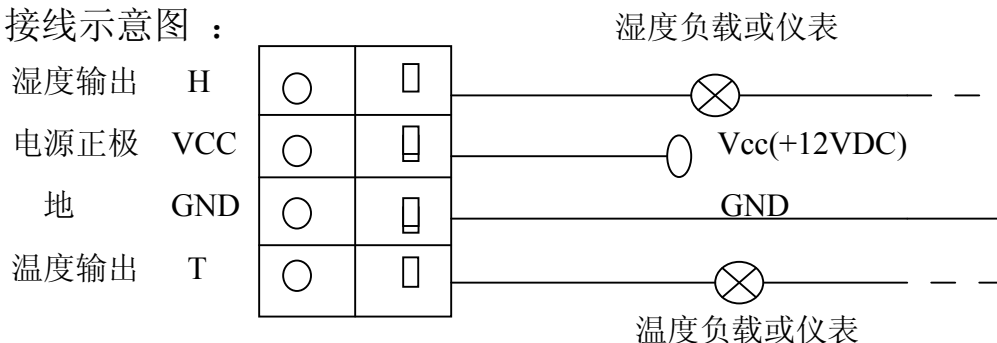 接线示意图 ：
湿度负载或仪表
湿度输出 H
电源正极 VCC
Vcc(+12VDC)
地 GND
GND
温度输出 T
温度负载或仪表